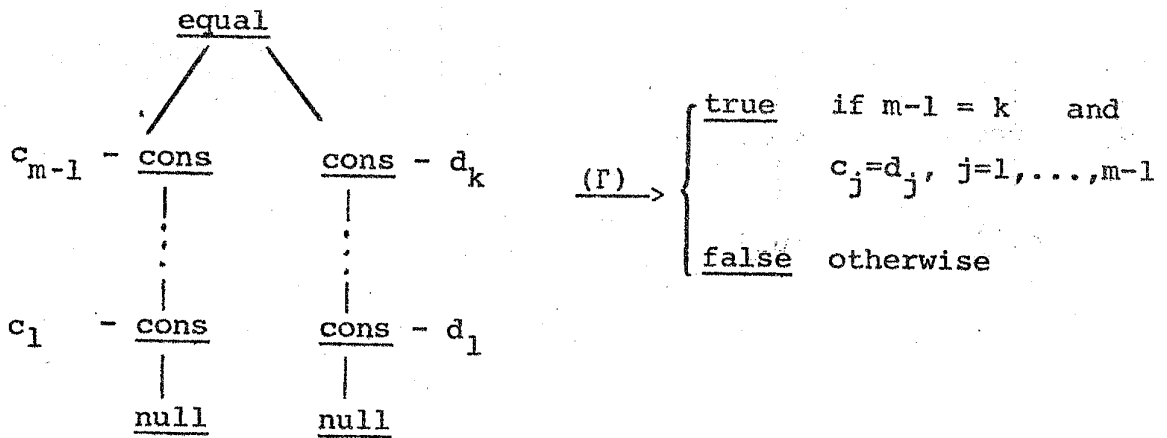 equal
true if m-1 = k and
c_{m-1} - cons cons - d_k
(Γ)
c_j=d_j, j=1,...,m-1
false otherwise
c_1 - cons cons - d_1
null null